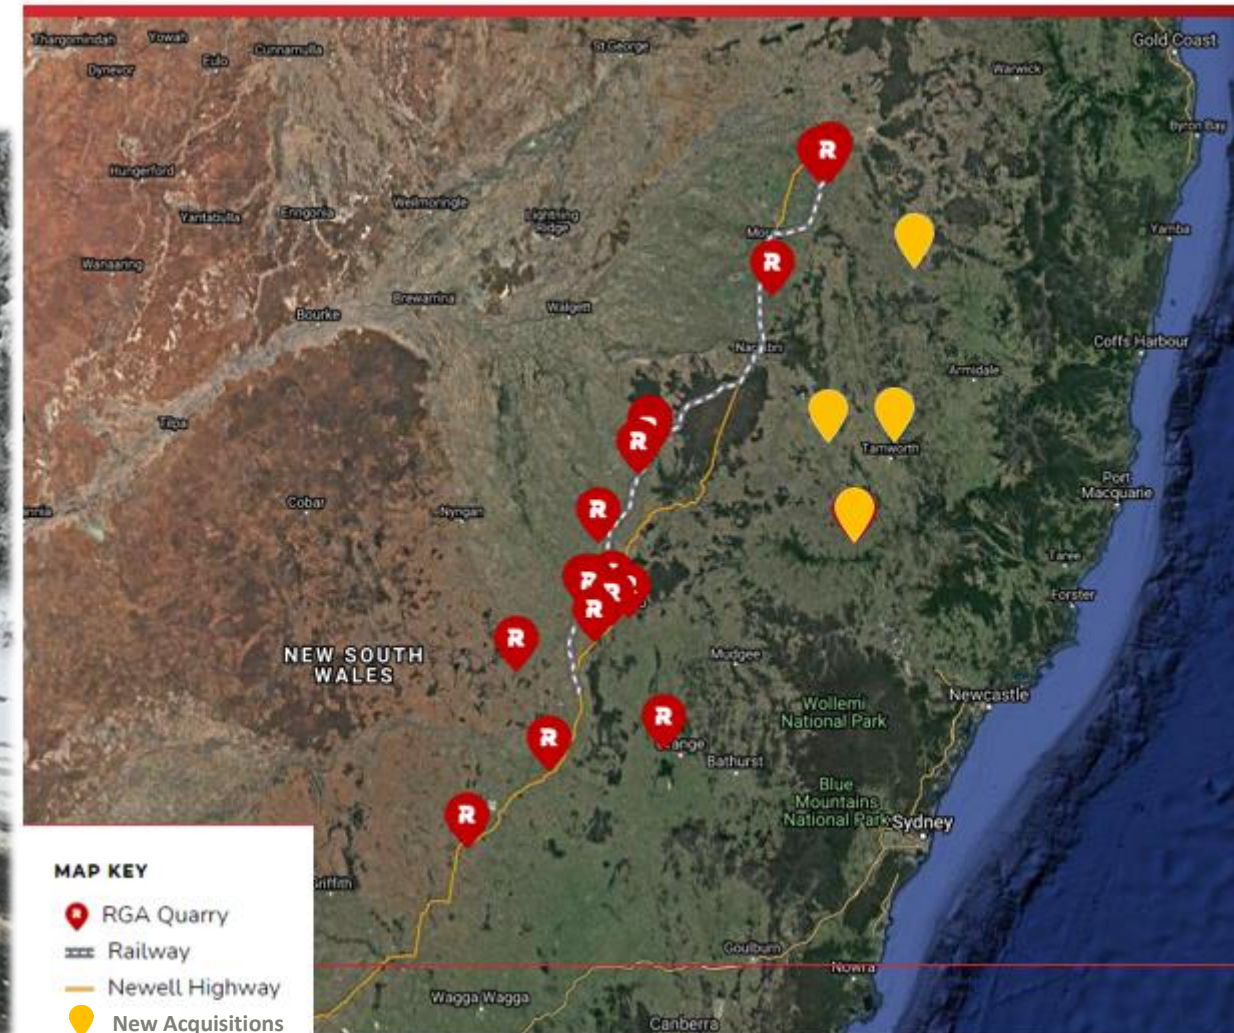 Thargomindah
Yowah
Cunnamulla
St George
Gold Coast
Dynevor
Eulo
Warwick
Byron Bay
Hungerford
R
Yantabulla
Enngonia
Weilmoringle
Lightning
Ridge
Yamba
Wanaaring
R
Brewarrina
Walgett
Bourke
Coffs Harbour
Armidale
Tilpa
R
Tamworth
Port
Macquarie
Cobar
Nyngan
R
Taree
R
R
Forster
R
R
NEW SOUTH
WALES
Mudgee
Newcastle
Wollemi
National Park
R
R
Bathurst
Blue
Mountains
National Park
Sydney
R
Griffith
Goulburn
Nowra
Wagga Wagga
Canberra
MAP KEY
R RGA Quarry
Railway
Newell Highway
New Acquisitions